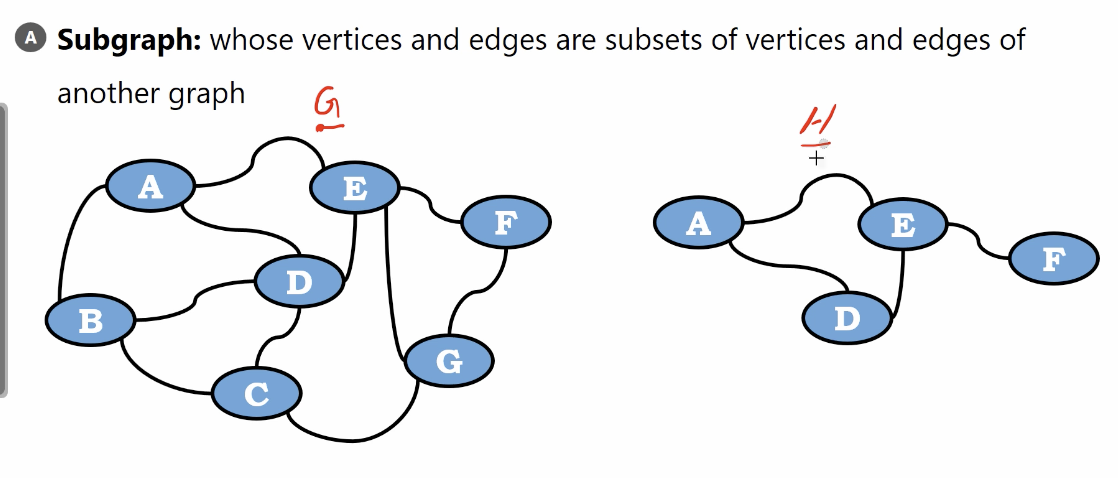 A Subgraph: whose vertices and edges are subsets of vertices and edges of
another graph
G
H
A
E
F
D
B
G
C
A
E
F
D